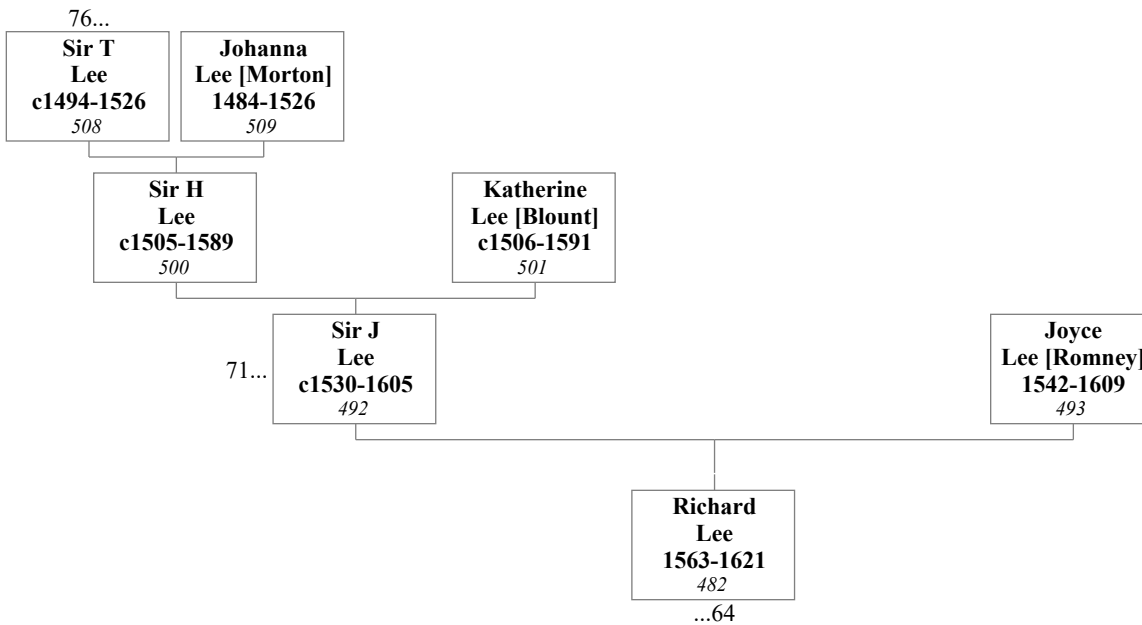 76...
Sir T
Lee
c1494-1526
508
Johanna
Lee [Morton]
1484-1526
509
Sir H
Lee
c1505-1589
500
Katherine
Lee [Blount]
c1506-1591
501
71...
Sir J
Lee
c1530-1605
492
Joyce
Lee [Romney]
1542-1609
493
Richard
Lee
1563-1621
482
...64